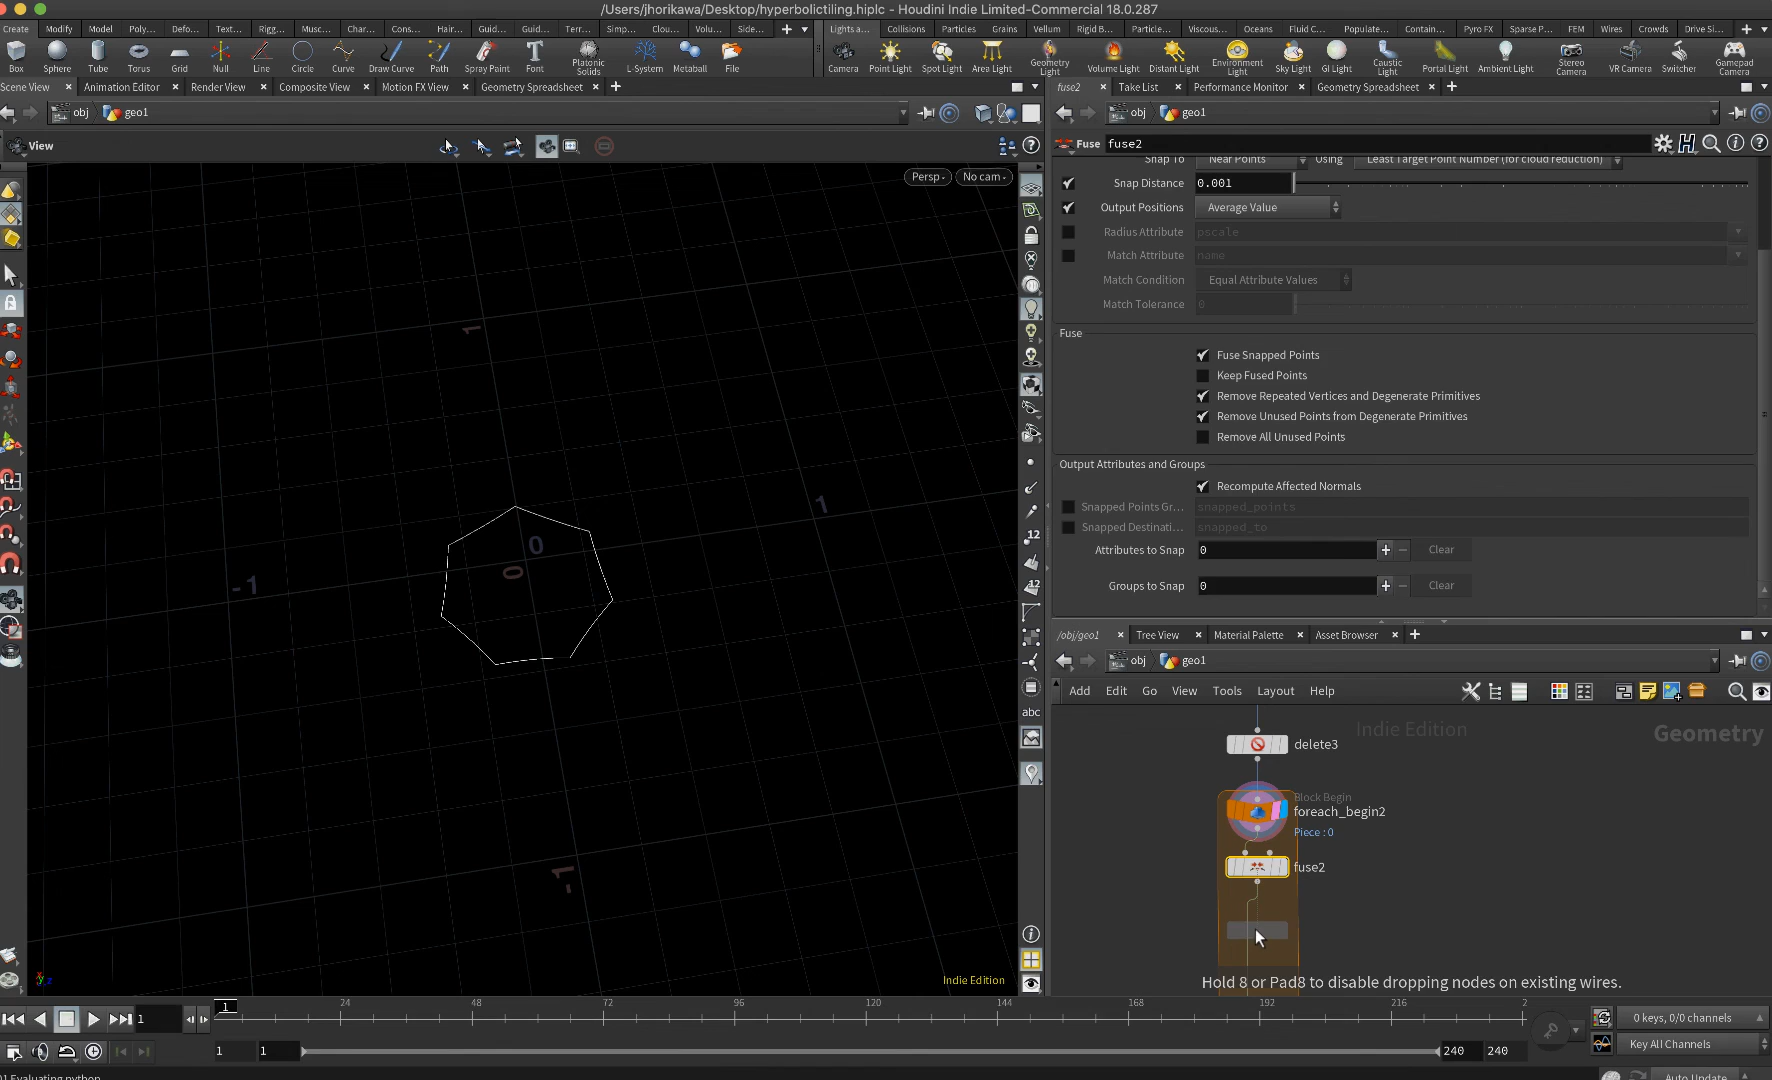 /Users/jhorikawa/Desktop/hyperbolictiling.hiplc - Houdini Indie Limited-Commercial 18.0.287
Create Modify Model Poly... Defo... Text... Rigg... Musc... Char... Cons... Hair... Guid... Guid... Terr... Simp... Clou... Volu... Side...
Lights a... Collisions Particles Grains Vellum Rigid B... Particle... Viscous... Oceans Fluid C... Populate... Contain... Pyro FX Sparse P... FEM Wires Crowds Drive Si...
Box Sphere Tube Torus Grid Null Line Circle Curve Draw Curve Path Spray Paint Font Platonic Solids L-System Metaball File
Camera Point Light Spot Light Area Light Geometry Light Volume Light Distant Light Environment Light Sky Light GI Light Caustic Light Portal Light Ambient Light Stereo Camera VR Camera Switcher Gamepad Camera
Scene View Animation Editor Render View Composite View Motion FX View Geometry Spreadsheet
fuse2 Take List Performance Monitor Geometry Spreadsheet
obj geo1
obj geo1
View
Fuse fuse2
Persp No cam
Snap To Near Points Using Least Target Point Number (for cloud reduction)
Snap Distance 0.001
Output Positions Average Value
Radius Attribute pscale
Match Attribute name
Match Condition Equal Attribute Values
Match Tolerance 0
Fuse
Fuse Snapped Points
Keep Fused Points
Remove Repeated Vertices and Degenerate Primitives
Remove Unused Points from Degenerate Primitives
Remove All Unused Points
Output Attributes and Groups
Recompute Affected Normals
Snapped Points Gr... snapped_points
Snapped Destinati... snapped_to
Attributes to Snap 0 Clear
Groups to Snap 0 Clear
1
1
0
0
-1
-1
12
12
abc
Indie Edition
/obj/geo1 Tree View Material Palette Asset Browser
obj geo1
Add Edit Go View Tools Layout Help
Indie Edition
Geometry
delete3
Block Begin
foreach_begin2
Piece : 0
fuse2
Hold 8 or Pad8 to disable dropping nodes on existing wires.
1 24 48 72 96 120 144 168 192 216 2
1
0 keys, 0/0 channels
1 1 240 240
Key All Channels
Evaluating python
Auto Update